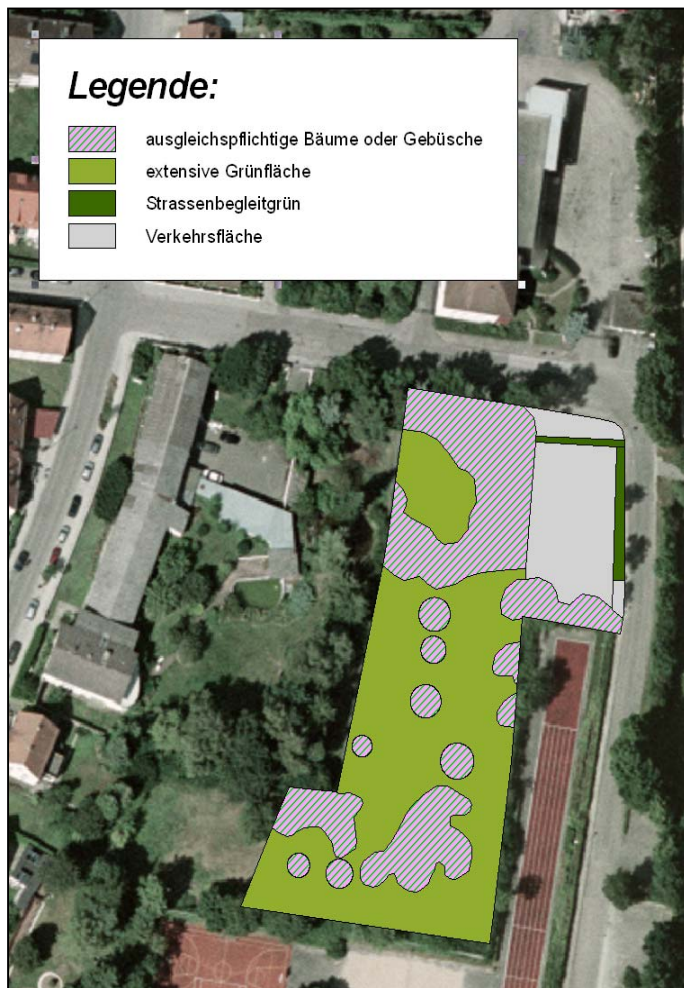 Legende:
ausgleichspflichtige Bäume oder Gebüsche
extensive Grünfläche
Strassenbegleitgrün
Verkehrsfläche